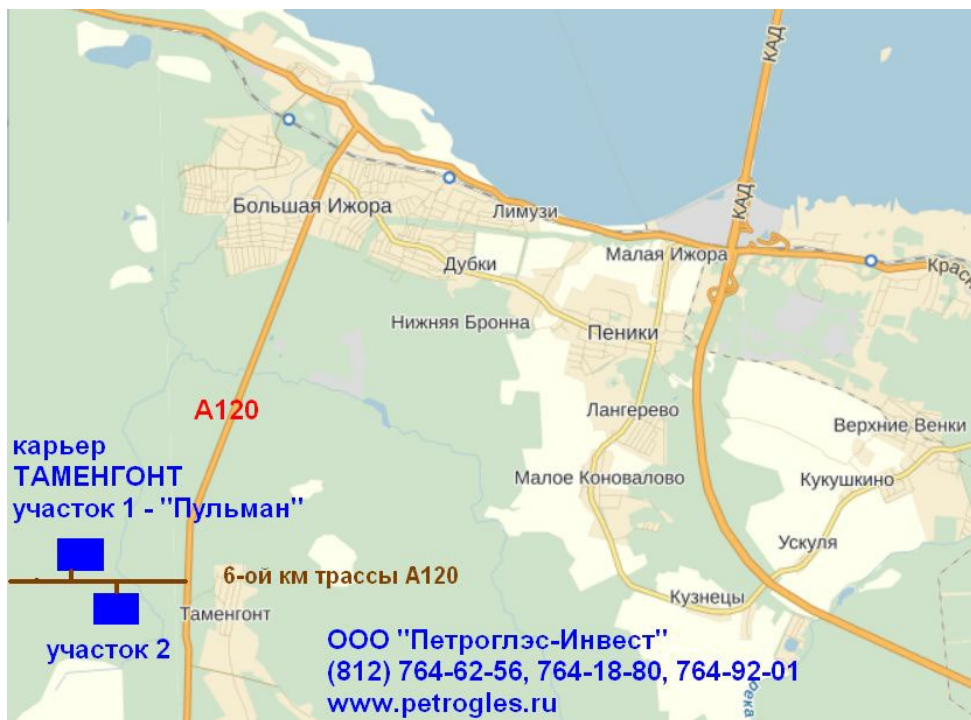 КАД
КАД
Большая Ижора
Лимузи
Малая Ижора
Дубки
Красн
Нижняя Бронна
Пеники
А120
Лангерево
Верхние Венки
карьер
ТАМЕНГОНТ
участок 1 - "Пульман"
Малое Коновалово
Кукушкино
Ускуля
6-ой км трассы А120
Кузнецы
Таменгонт
участок 2
ООО "Петроглэс-Инвест"
(812) 764-62-56, 764-18-80, 764-92-01
www.petrogles.ru